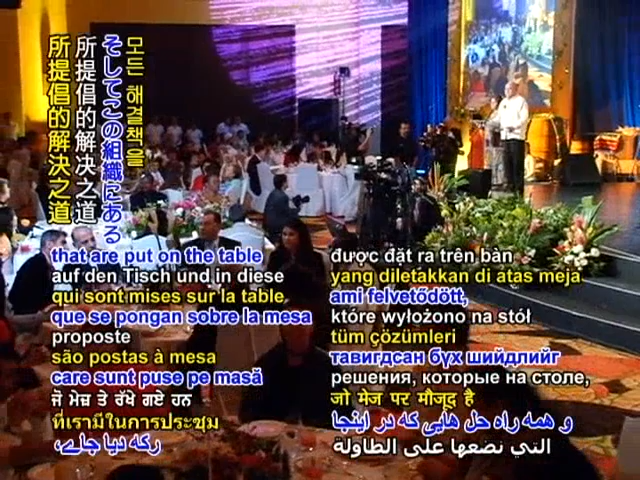 모든 해결책을
そしてこの組織にある
所提倡的解决之道
所提倡的解決之道
that are put on the table
auf den Tisch und in diese
qui sont mises sur la table
que se pongan sobre la mesa
proposte
são postas à mesa
care sunt puse pe masă
ਜੋ ਮੇਜ਼ ਤੇ ਰੱਖੇ ਗਏ ਹਨ
ที่เรามีในการประชุม
رکھ دیا جاے،
được đặt ra trên bàn
yang diletakkan di atas meja
ami felvetődött,
które wyłożono na stół
tüm çözümleri
тавигдсан бүх шийдлийг
решения, которые на столе,
जो मेज पर मौजूद है
و همه راه حل هایی که در اینجا
التي نضعها على الطاولة